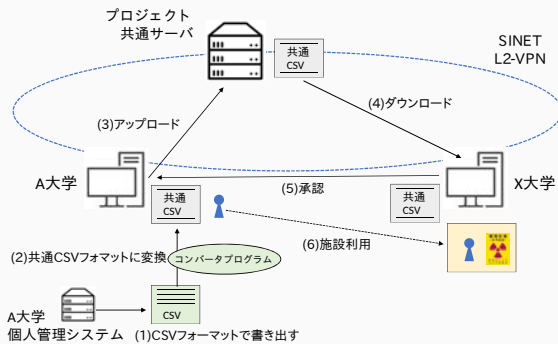 プロジェクト
共通サーバ
共通
CSV
SINET
L2-VPN
(3)アップロード
(4)ダウンロード
A大学
X大学
(5)承認
共通
CSV
共通
CSV
(2)共通CSVフォーマットに変換
コンバータプログラム
(6)施設利用
A大学
個人管理システム
CSV
(1)CSVフォーマットで書き出す